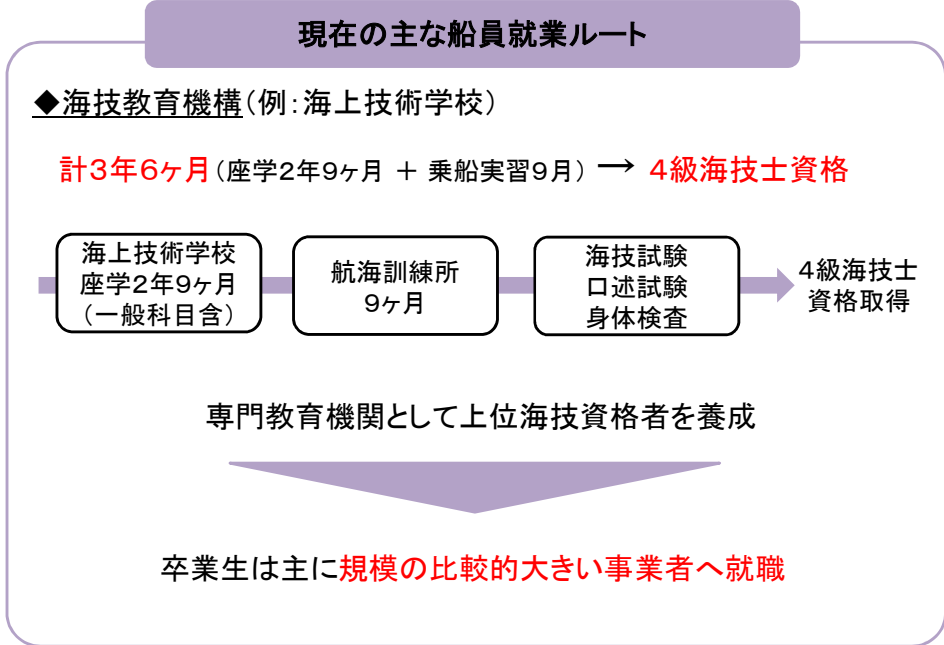 現在の主な船員就業ルート
◆海技教育機構(例:海上技術学校)
計3年6ヶ月(座学2年9ヶ月 + 乗船実習9月) → 4級海技士資格
海上技術学校
座学2年9ヶ月
(一般科目含)
航海訓練所
9ヶ月
海技試験
口述試験
身体検査
4級海技士
資格取得
専門教育機関として上位海技資格者を養成
卒業生は主に規模の比較的大きい事業者へ就職